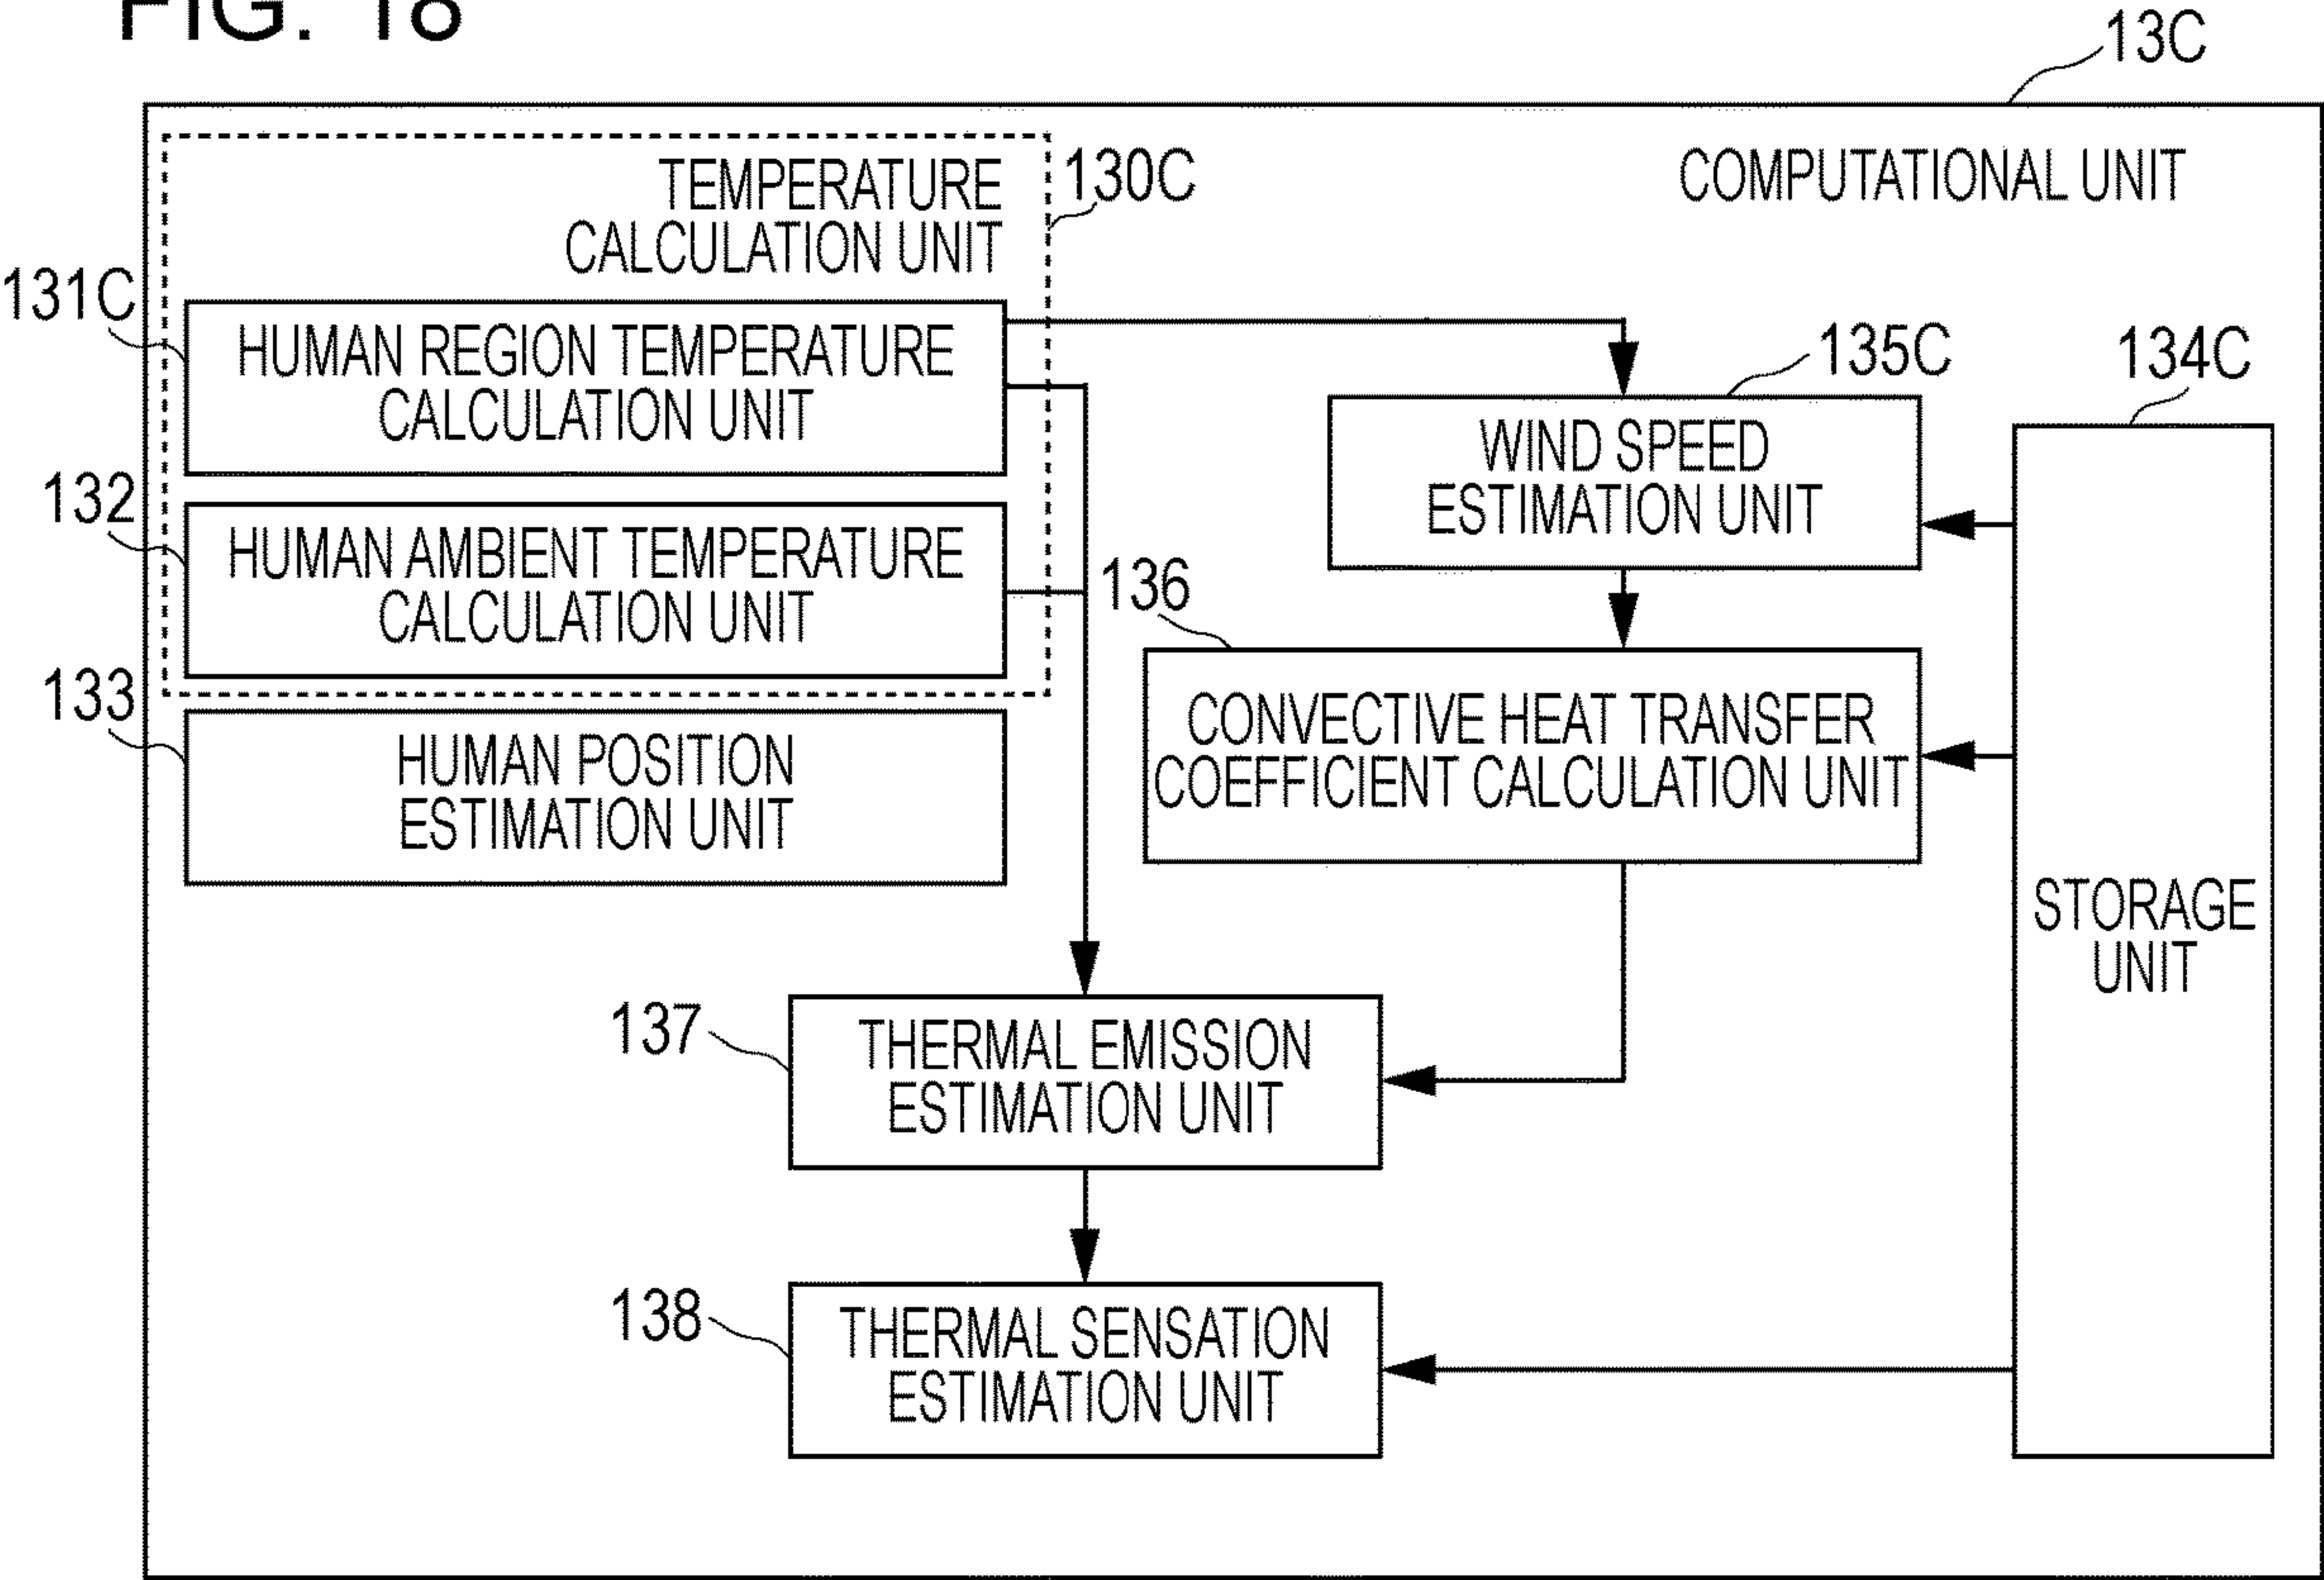 FIG. 18
13C
COMPUTATIONAL UNIT
TEMPERATURE
CALCULATION UNIT
130C
131C
HUMAN REGION TEMPERATURE
CALCULATION UNIT
132
HUMAN AMBIENT TEMPERATURE
CALCULATION UNIT
133
HUMAN POSITION
ESTIMATION UNIT
135C
WIND SPEED
ESTIMATION UNIT
134C
STORAGE
UNIT
136
CONVECTIVE HEAT TRANSFER
COEFFICIENT CALCULATION UNIT
137
THERMAL EMISSION
ESTIMATION UNIT
138
THERMAL SENSATION
ESTIMATION UNIT